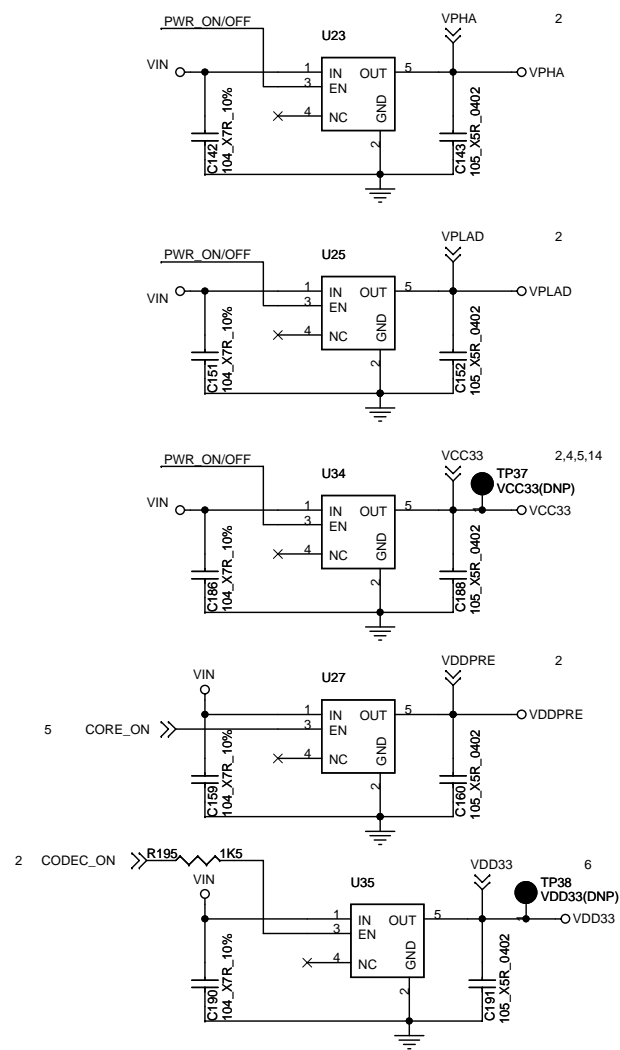 PWR_ON/OFF
VPHA 2
U23
VIN 1 IN OUT 5 VPHA
3 EN
4 NC GND
2
C142
104_X7R_10%
C143
105_X5R_0402
PWR_ON/OFF
VPLAD 2
U25
VIN 1 IN OUT 5 VPLAD
3 EN
4 NC GND
2
C151
104_X7R_10%
C152
105_X5R_0402
PWR_ON/OFF
VCC33 2,4,5,14
U34
TP37
VCC33(DNP)
VIN 1 IN OUT 5 1 VCC33
3 EN
4 NC GND
2
C186
104_X7R_10%
C188
105_X5R_0402
VIN
VDDPRE 2
U27
1 IN OUT 5 VDDPRE
5 CORE_ON 3 EN
4 NC GND
2
C159
104_X7R_10%
C160
105_X5R_0402
2 CODEC_ON R195 1K5
VDD33 6
VIN
U35
TP38
VDD33(DNP)
1 IN OUT 5 1 VDD33
3 EN
4 NC GND
2
C190
104_X7R_10%
C191
105_X5R_0402